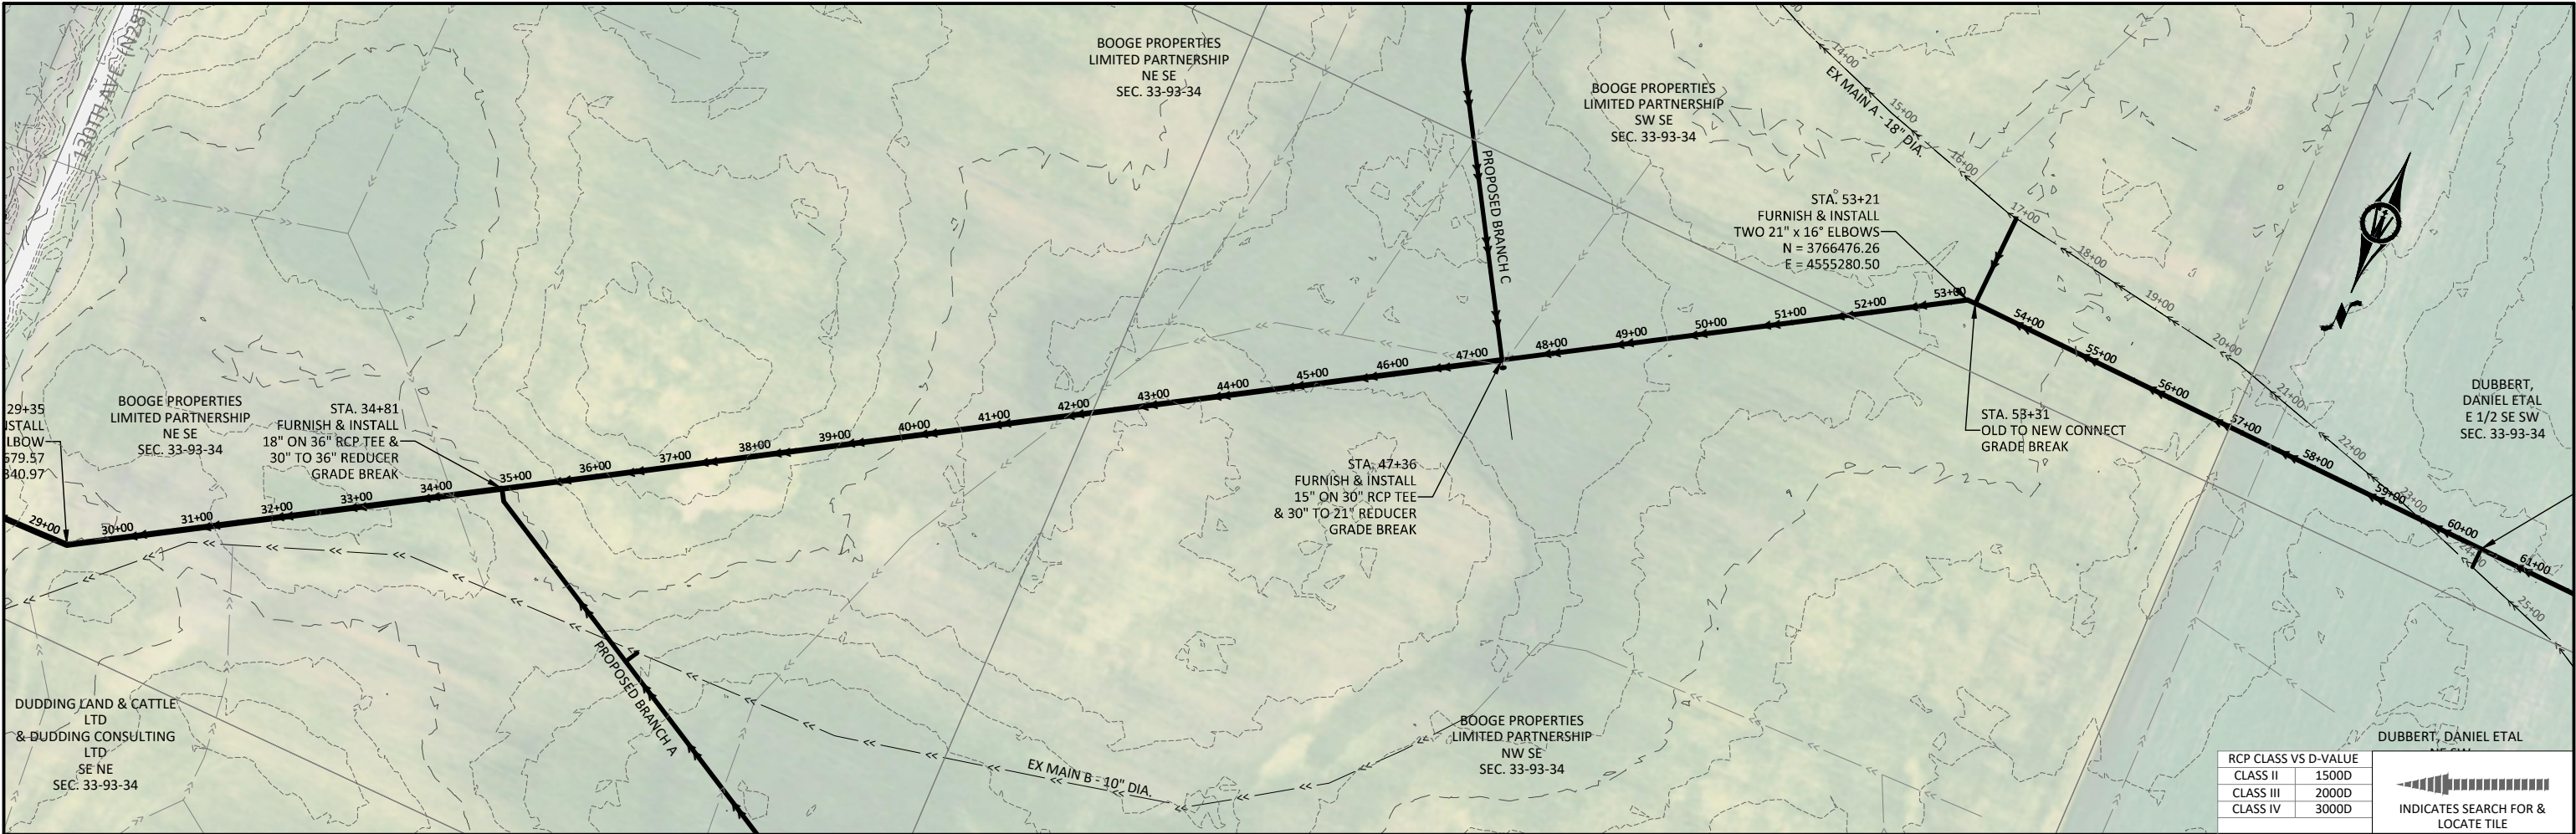 130TH AVE. (N28)
BOOGE PROPERTIES
LIMITED PARTNERSHIP
NE SE
SEC. 33-93-34
BOOGE PROPERTIES
LIMITED PARTNERSHIP
SW SE
SEC. 33-93-34
14+00
15+00
16+00
17+00
18+00
19+00
20+00
21+00
22+00
23+00
24+00
25+00
EX MAIN A - 18" DIA.
PROPOSED BRANCH C
STA. 53+21
FURNISH & INSTALL
TWO 21" x 16° ELBOWS
N = 3766476.26
E = 4555280.50
29+35
LBOW
579.57
340.97
BOOGE PROPERTIES
LIMITED PARTNERSHIP
NE SE
SEC. 33-93-34
STA. 34+81
FURNISH & INSTALL
18" ON 36" RCP TEE &
30" TO 36" REDUCER
GRADE BREAK
29+00
30+00
31+00
32+00
33+00
34+00
35+00
36+00
37+00
38+00
39+00
40+00
41+00
42+00
43+00
44+00
45+00
46+00
47+00
48+00
49+00
50+00
51+00
52+00
53+00
54+00
55+00
56+00
57+00
58+00
59+00
60+00
61+00
STA. 47+36
FURNISH & INSTALL
15" ON 30" RCP TEE
& 30" TO 21" REDUCER
GRADE BREAK
STA. 53+31
OLD TO NEW CONNECT
GRADE BREAK
DUBBERT,
DANIEL ETAL
E 1/2 SE SW
SEC. 33-93-34
PROPOSED BRANCH A
DUDDING LAND & CATTLE
LTD
& DUDDING CONSULTING
LTD
SE NE
SEC. 33-93-34
EX MAIN B - 10" DIA.
BOOGE PROPERTIES
LIMITED PARTNERSHIP
NW SE
SEC. 33-93-34
DUBBERT, DANIEL ETAL
RCP CLASS VS D-VALUE
CLASS II 1500D
CLASS III 2000D
CLASS IV 3000D
INDICATES SEARCH FOR &
LOCATE TILE